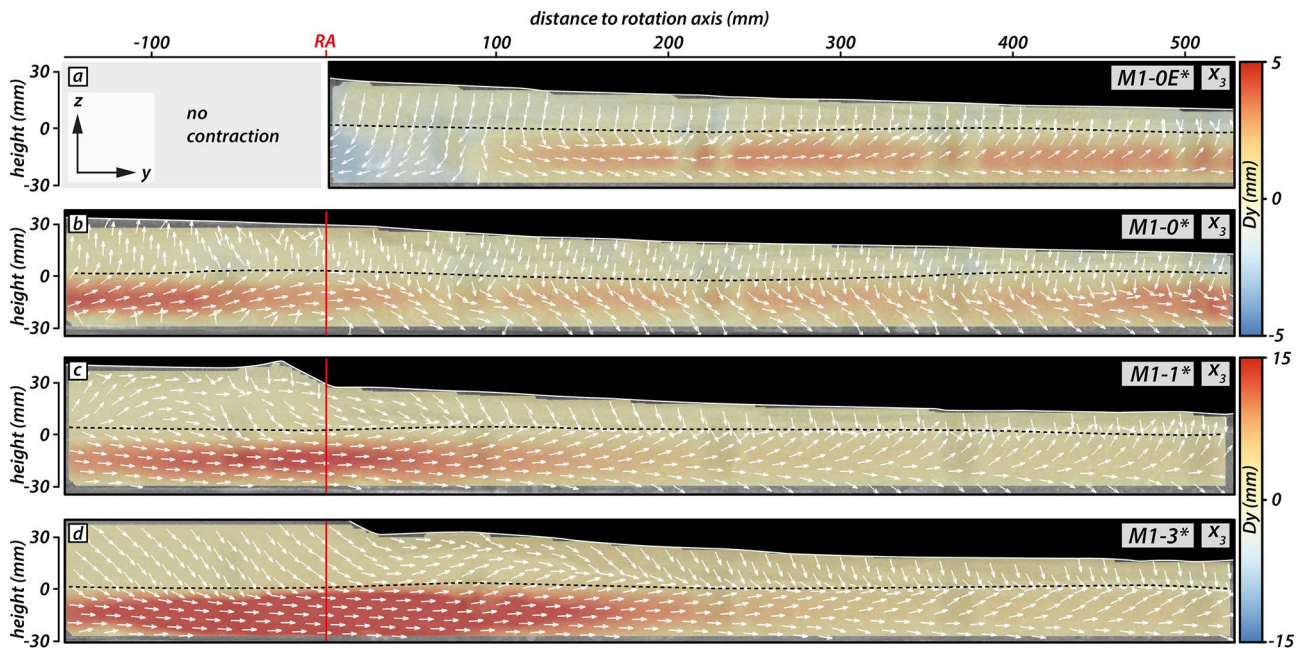 distance to rotation axis (mm)
-100 RA 100 200 300 400 500
height (mm)
30
0
-30
a
z
y
no
contraction
M1-0E* x3
5
0
-5
Dy (mm)
height (mm)
30
0
-30
b
M1-0* x3
height (mm)
30
0
-30
c
M1-1* x3
15
0
-15
Dy (mm)
height (mm)
30
0
-30
d
M1-3* x3